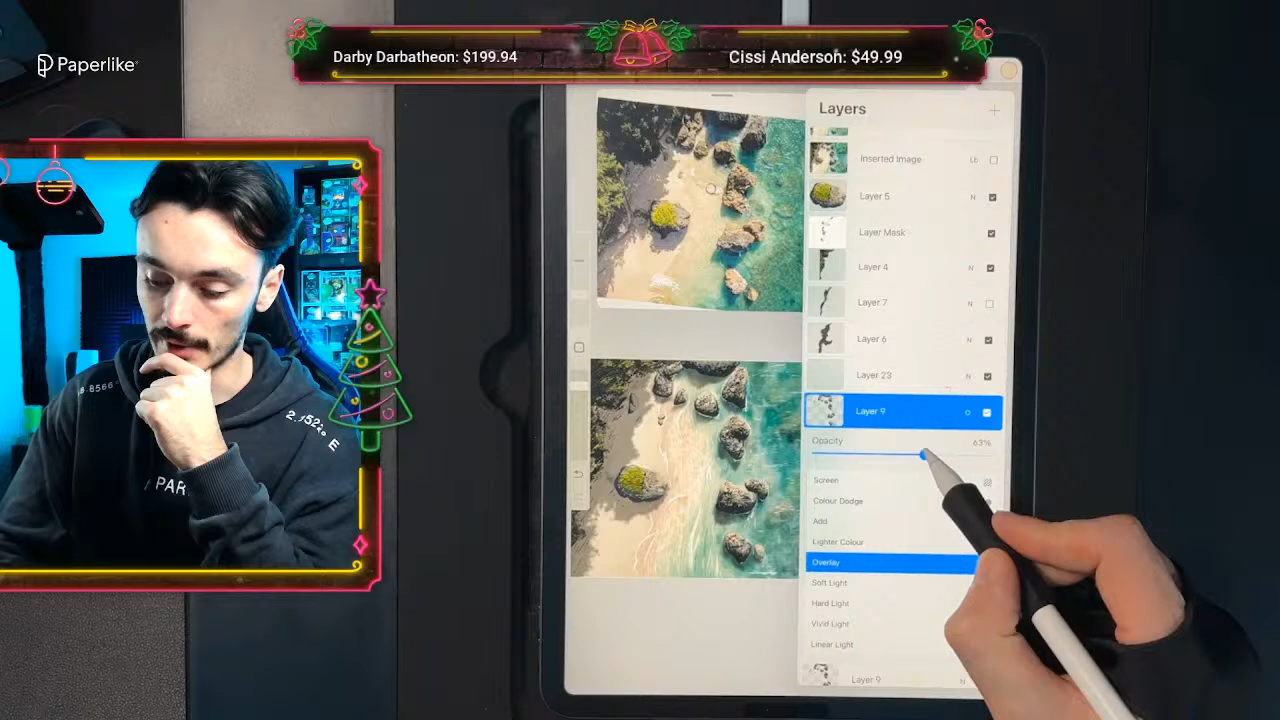 Paperlike
Darby Darbatheon: $199.94
Cissi Anderson: $49.99
Layers
Inserted Image
Lb
Layer 5
N
Layer Mask
Layer 4
N
Layer 7
N
Layer 6
N
Layer 23
N
Layer 9
O
Opacity
63%
Screen
Colour Dodge
Add
Lighter Colour
Overlay
Soft Light
Hard Light
Vivid Light
Linear Light
Layer 9
N